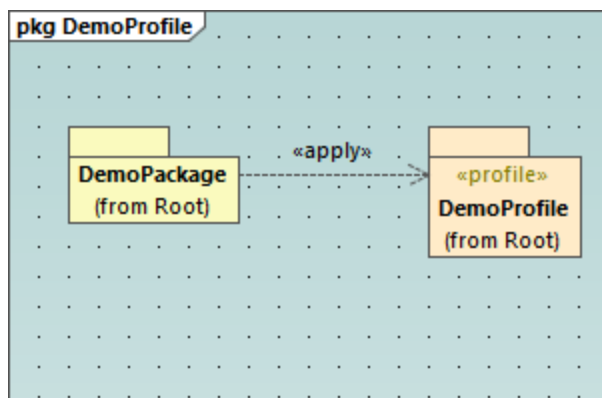 pkg DemoProfile
«apply»
DemoPackage
(from Root)
«profile»
DemoProfile
(from Root)